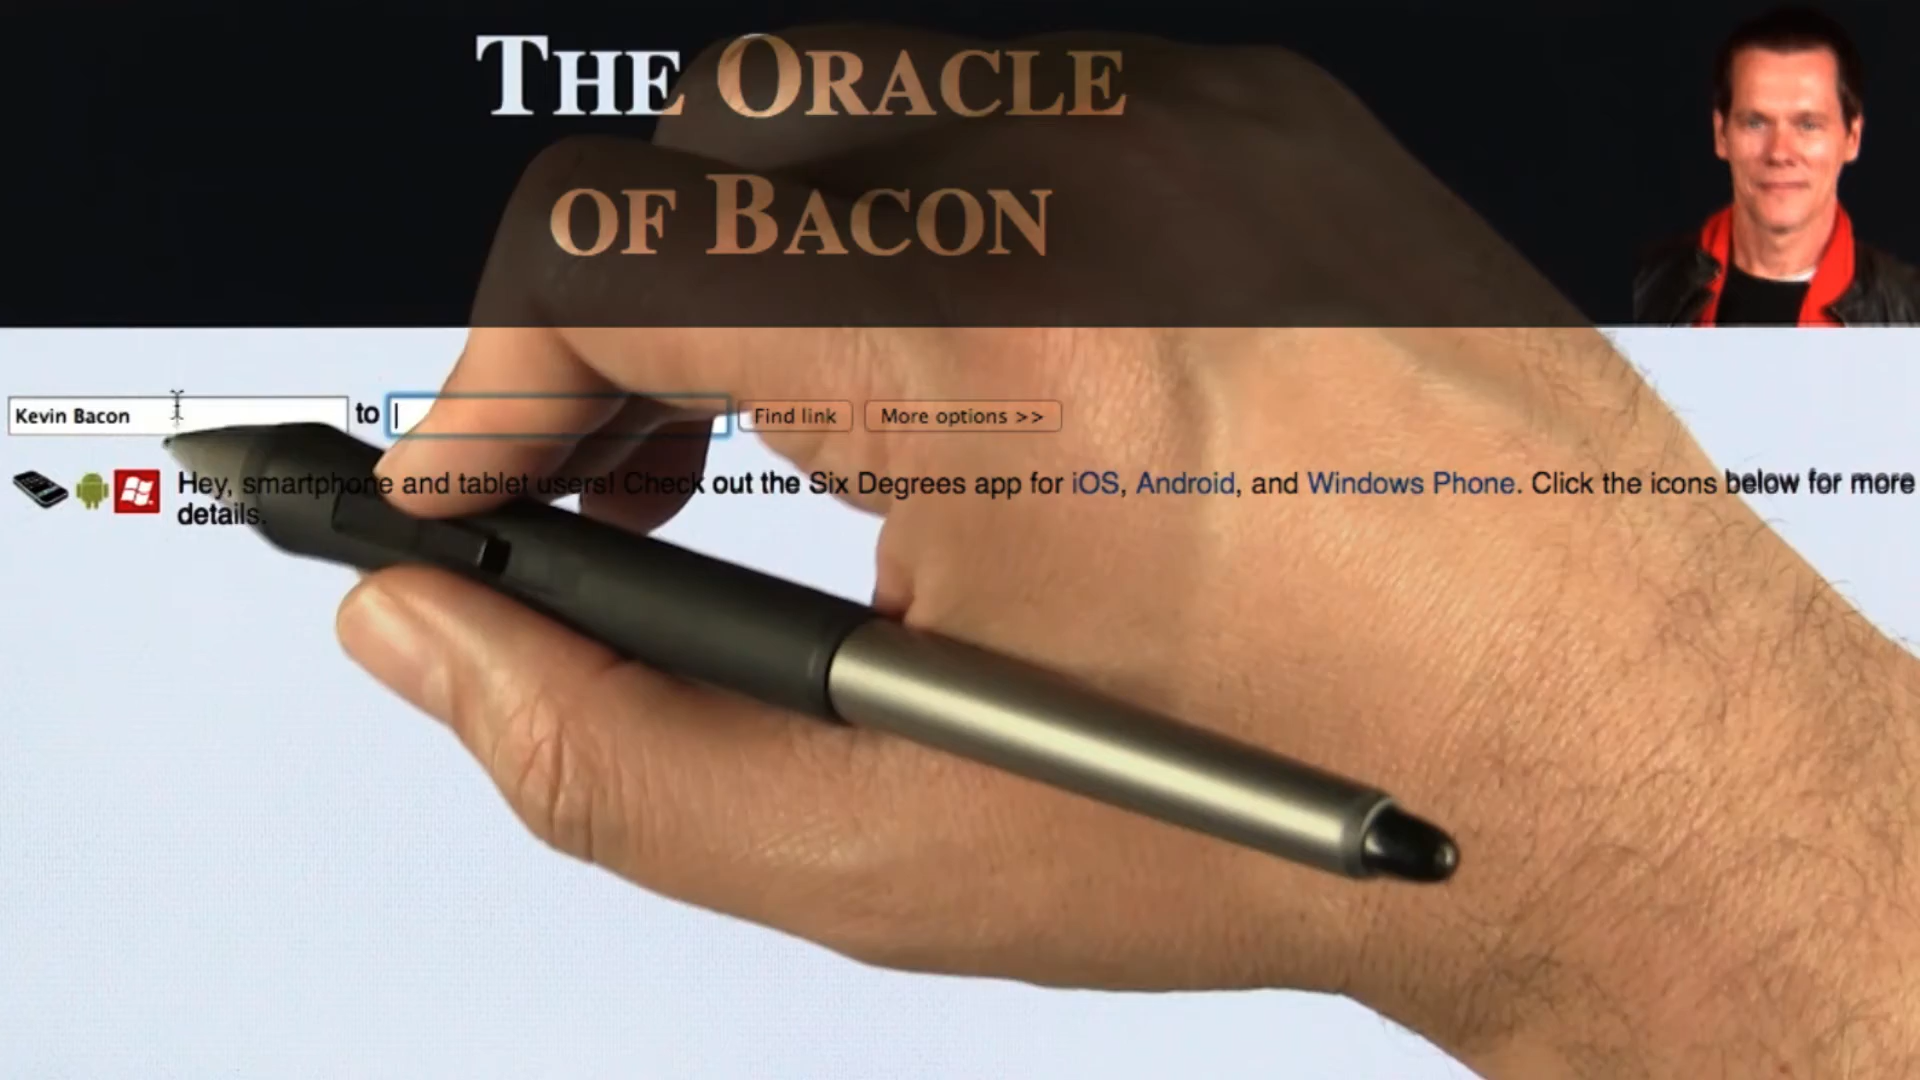 THE ORACLE
OF BACON
Kevin Bacon to Find link More options >>
Hey, smartphone and tablet users! Check out the Six Degrees app for iOS, Android, and Windows Phone. Click the icons below for more
details.